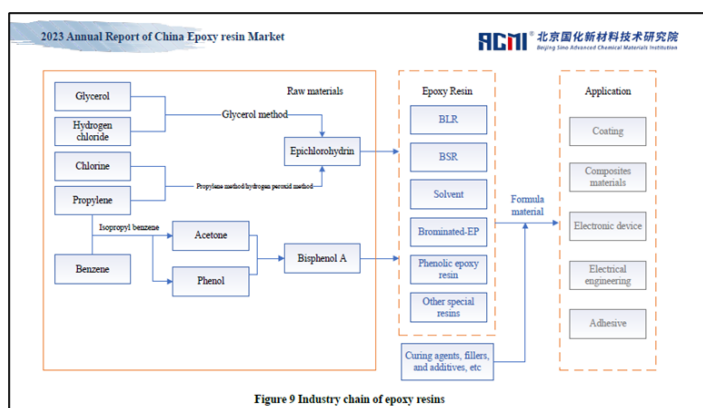 2023 Annual Report of China Epoxy resin Market
ACMI® 北京国化新材料技术研究院
Beijing Sino Advanced Chemical Materials Institution
Raw materials
Epoxy Resin
Application
Glycerol
Hydrogen
chloride
Glycerol method
Chlorine
Propylene
Propylene method/hydrogen peroxid method
Epichlorohydrin
Isopropyl benzene
Benzene
Acetone
Phenol
Bisphenol A
BLR
BSR
Solvent
Brominated-EP
Phenolic epoxy
resin
Other special
resins
Formula
material
Curing agents, fillers,
and additives, etc
Coating
Composites
materials
Electronic device
Electrical
engineering
Adhesive
Figure 9 Industry chain of epoxy resins